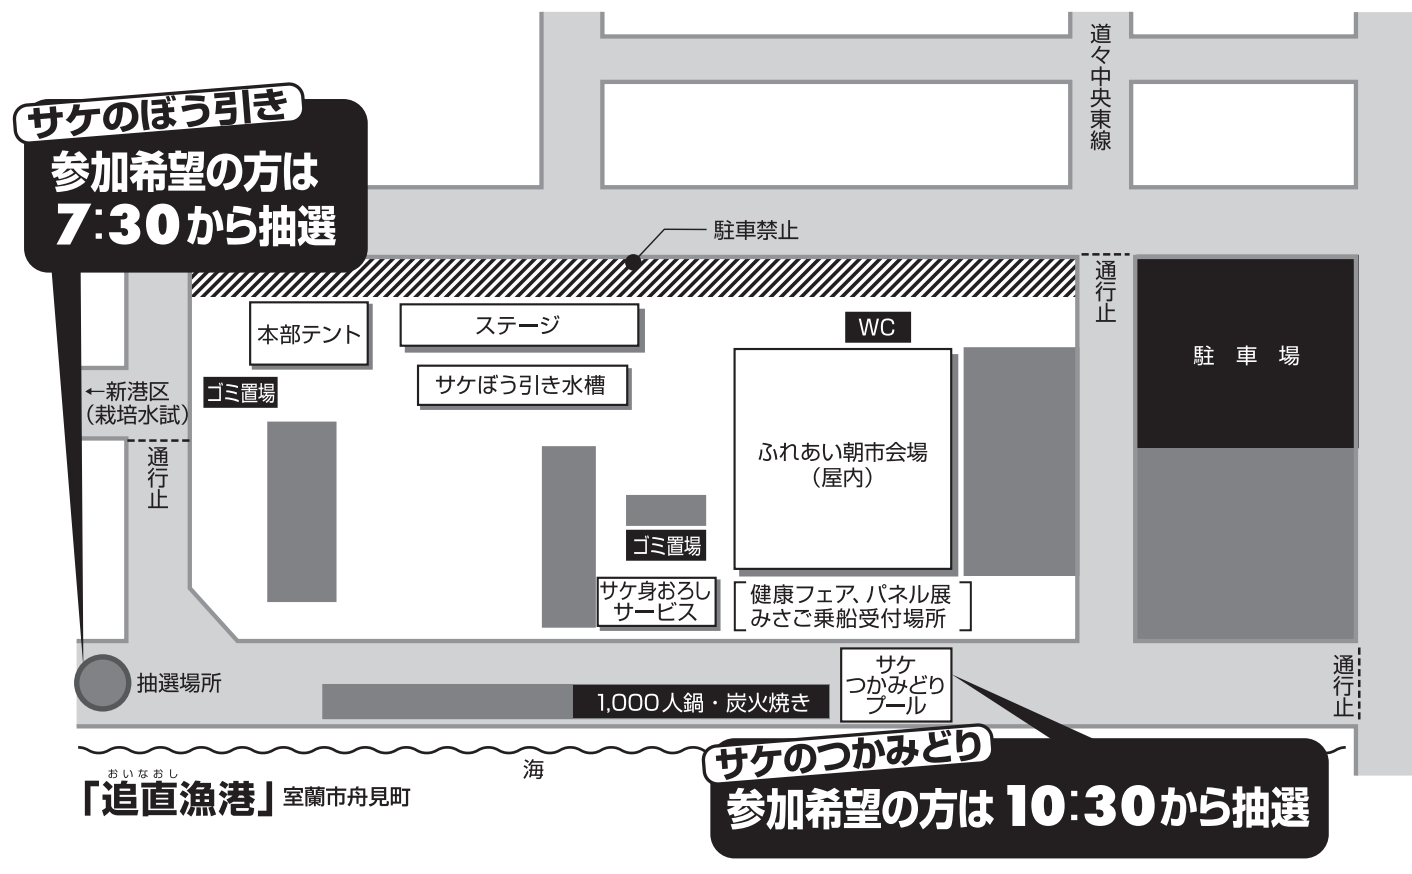 道々中央東線
サケのぼう引き
参加希望の方は
7:30から抽選
駐車禁止
通行止
駐車場
本部テント
ステージ
WC
サケぼう引き水槽
ゴミ置場
←新港区
（栽培水試）
通行止
ふれあい朝市会場
（屋内）
ゴミ置場
サケ身おろし
サービス
健康フェア、パネル展
みさご乗船受付場所
抽選場所
1,000人鍋・炭火焼き
サケ
つかみどり
プール
通行止
サケのつかみどり
参加希望の方は10:30から抽選
海
おいなおし
「追直漁港」室蘭市舟見町